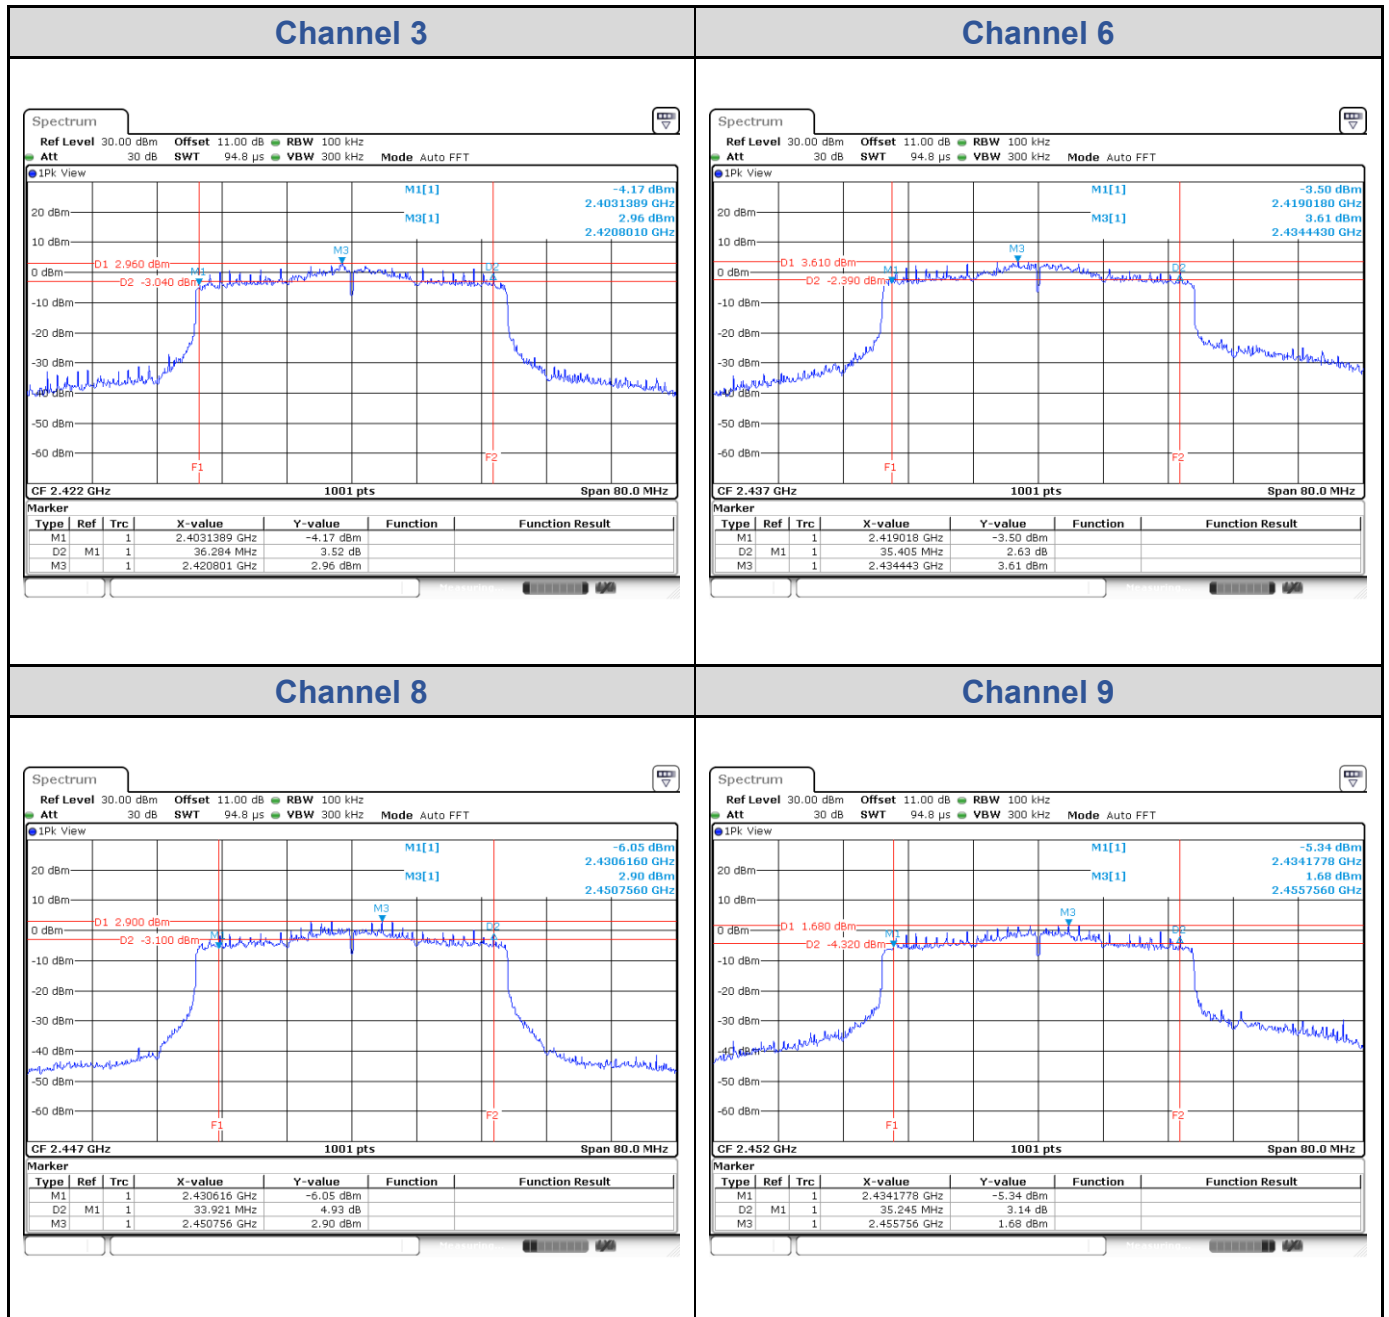 Channel 3
Spectrum
Ref Level 30.00 dBm Offset 11.00 dB RBW 100 kHz
Att 30 dB SWT 94.8 µs VBW 300 kHz Mode Auto FFT
1Pk View
M1[1] -4.17 dBm
2.4031389 GHz
M3[1] 2.96 dBm
2.4208010 GHz
20 dBm
10 dBm
M3
D1 2.960 dBm
0 dBm M1 D2
D2 -3.040 dBm
-10 dBm
-20 dBm
-30 dBm
-40 dBm
-50 dBm
-60 dBm
F1 F2
CF 2.422 GHz 1001 pts Span 80.0 MHz
Marker
Type Ref Trc X-value Y-value Function Function Result
M1 1 2.4031389 GHz -4.17 dBm
D2 M1 1 36.284 MHz 3.52 dB
M3 1 2.420801 GHz 2.96 dBm
Measuring
Channel 6
Spectrum
Ref Level 30.00 dBm Offset 11.00 dB RBW 100 kHz
Att 30 dB SWT 94.8 µs VBW 300 kHz Mode Auto FFT
1Pk View
M1[1] -3.50 dBm
2.4190180 GHz
M3[1] 3.61 dBm
2.4344430 GHz
20 dBm
10 dBm
M3
D1 3.610 dBm
0 dBm M1 D2
D2 -2.390 dBm
-10 dBm
-20 dBm
-30 dBm
-40 dBm
-50 dBm
-60 dBm
F1 F2
CF 2.437 GHz 1001 pts Span 80.0 MHz
Marker
Type Ref Trc X-value Y-value Function Function Result
M1 1 2.419018 GHz -3.50 dBm
D2 M1 1 35.405 MHz 2.63 dB
M3 1 2.434443 GHz 3.61 dBm
Measuring
Channel 8
Spectrum
Ref Level 30.00 dBm Offset 11.00 dB RBW 100 kHz
Att 30 dB SWT 94.8 µs VBW 300 kHz Mode Auto FFT
1Pk View
M1[1] -6.05 dBm
2.4306160 GHz
M3[1] 2.90 dBm
2.4507560 GHz
20 dBm
10 dBm
M3
D1 2.900 dBm
0 dBm M1 D2
D2 -3.100 dBm
-10 dBm
-20 dBm
-30 dBm
-40 dBm
-50 dBm
-60 dBm
F1 F2
CF 2.447 GHz 1001 pts Span 80.0 MHz
Marker
Type Ref Trc X-value Y-value Function Function Result
M1 1 2.430616 GHz -6.05 dBm
D2 M1 1 33.921 MHz 4.93 dB
M3 1 2.450756 GHz 2.90 dBm
Measuring
Channel 9
Spectrum
Ref Level 30.00 dBm Offset 11.00 dB RBW 100 kHz
Att 30 dB SWT 94.8 µs VBW 300 kHz Mode Auto FFT
1Pk View
M1[1] -5.34 dBm
2.4341778 GHz
M3[1] 1.68 dBm
2.4557560 GHz
20 dBm
10 dBm
M3
D1 1.680 dBm
0 dBm M1 D2
D2 -4.320 dBm
-10 dBm
-20 dBm
-30 dBm
-40 dBm
-50 dBm
-60 dBm
F1 F2
CF 2.452 GHz 1001 pts Span 80.0 MHz
Marker
Type Ref Trc X-value Y-value Function Function Result
M1 1 2.4341778 GHz -5.34 dBm
D2 M1 1 35.245 MHz 3.14 dB
M3 1 2.455756 GHz 1.68 dBm
Measuring